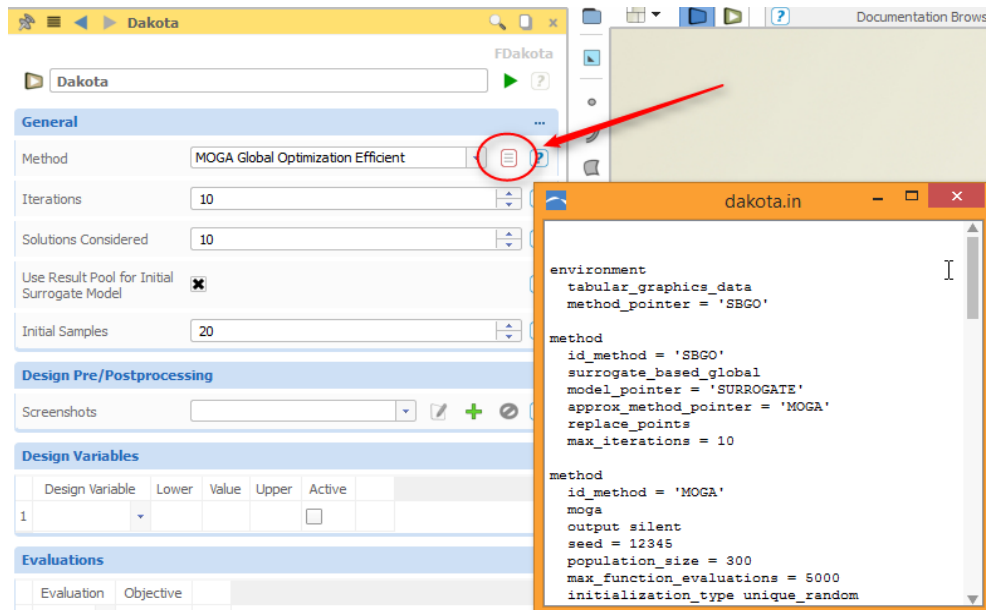 Dakota
Documentation Brows
FDakota
Dakota
General
Method
MOGA Global Optimization Efficient
Iterations
10
Solutions Considered
10
Use Result Pool for Initial
Surrogate Model
Initial Samples
20
Design Pre/Postprocessing
Screenshots
Design Variables
Design Variable Lower Value Upper Active
1
Evaluations
Evaluation Objective
dakota.in
environment
tabular_graphics_data
method_pointer = 'SBGO'
method
id_method = 'SBGO'
surrogate_based_global
model_pointer = 'SURROGATE'
approx_method_pointer = 'MOGA'
replace_points
max_iterations = 10
method
id_method = 'MOGA'
moga
output silent
seed = 12345
population_size = 300
max_function_evaluations = 5000
initialization_type unique_random